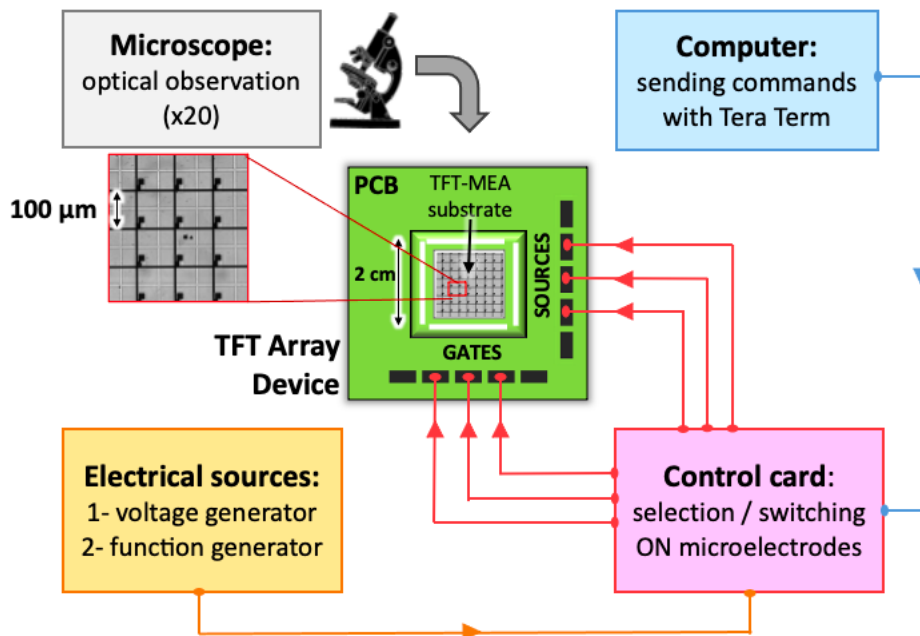 Microscope:
optical observation
(x20)
Computer:
sending commands
with Tera Term
100 µm
PCB
TFT-MEA
substrate
2 cm
SOURCES
GATES
TFT Array
Device
Electrical sources:
1- voltage generator
2- function generator
Control card:
selection / switching
ON microelectrodes